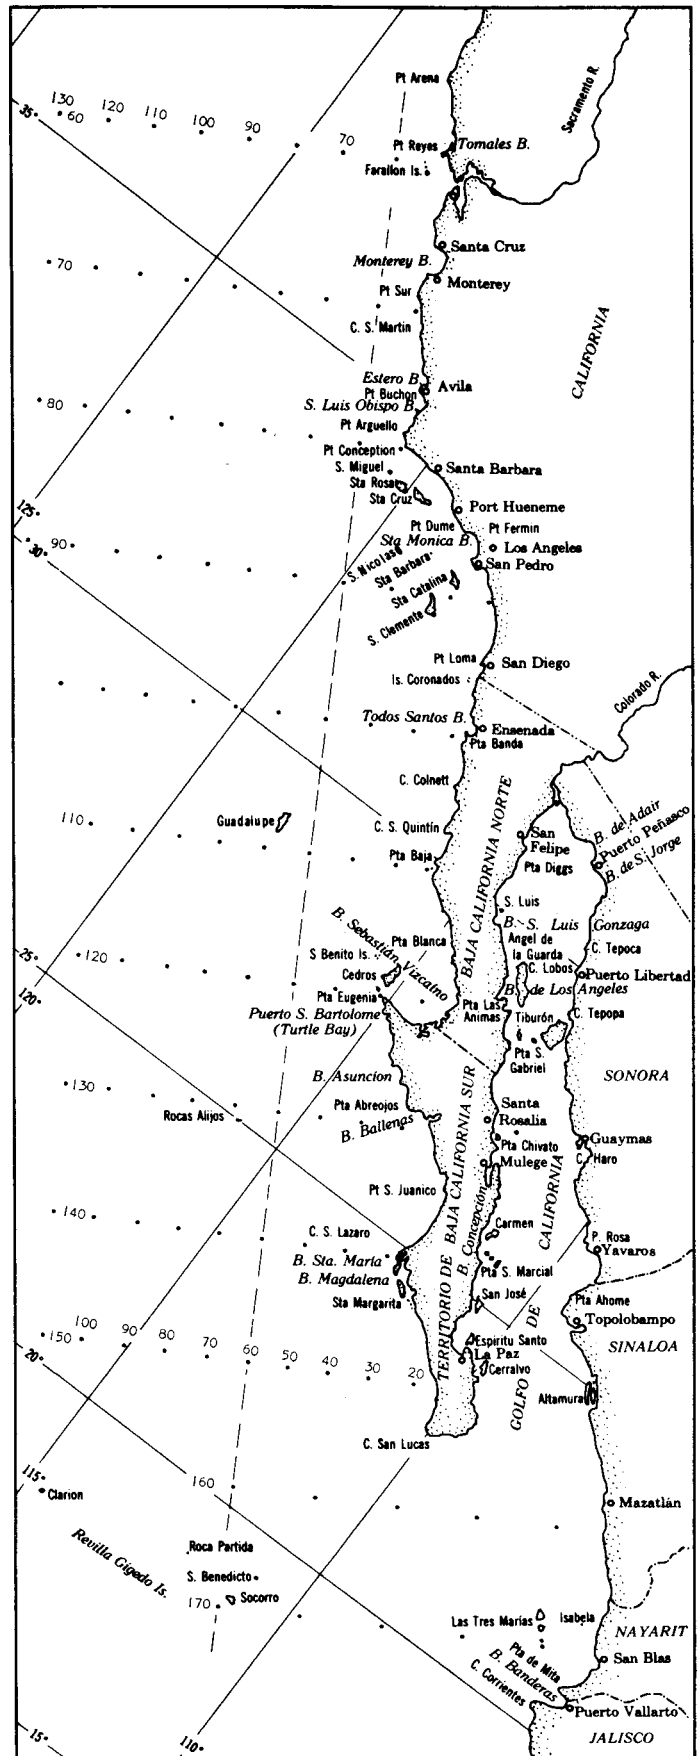 Pt Arena
Sacramento R.
35°
130
120
110
100
90
60
70
Pt Reyes
Tomales B.
Farallon Is.
Santa Cruz
Monterey B.
70
Pt Sur
Monterey
C. S. Martin
CALIFORNIA
Estero B.
Avila
Pt Buchon
80
S. Luis Obispo B.
Pt Arguello
Pt Conception
S. Miguel
Santa Barbara
Sta Rosa
Sta Cruz
125°
Port Hueneme
Pt Dume
Pt Fermin
30°
90
Sta Monica B.
Los Angeles
S. Nicolas
Sta Barbara
San Pedro
Sta Catalina
S. Clemente
Pt Loma
San Diego
Is. Coronados
Colorado R.
Todos Santos B.
Ensenada
Pta Banda
C. Colnett
BAJA CALIFORNIA NORTE
110
Guadalupe
C. S. Quintín
San
Felipe
B. de Adair
Puerto Peñasco
B. de S. Jorge
Pta Baja
Pta Diggs
S. Luis
B. S. Luis Gonzaga
B. Sebastián Vizcaíno
Pta Blanca
Angel de
la Guarda
C. Tepoca
25°
120
S Benito Is.
C. Lobos
Cedros
Puerto Libertad
B. de Los Angeles
120°
Pta Eugenia
Pta Las
Animas
Puerto S. Bartolome
(Turtle Bay)
Tiburón
C. Tepopa
Pta S.
Gabriel
B. Asuncion
SONORA
130
Rocas Alijos
Pta Abreojos
B. Ballenas
Santa
Rosalia
TERRITORIO DE BAJA CALIFORNIA SUR
Pta Chivato
Guaymas
Mulege
C. Haro
Pt S. Juanico
B. Concepción
GOLFO DE CALIFORNIA
140
C. S. Lazaro
Carmen
P. Rosa
Yavaros
B. Sta. María
B. Magdalena
Pta S. Marcial
Sta Margarita
San José
Pta Ahome
Topolobampo
150
100
90
80
70
60
50
40
30
20
20°
Espiritu Santo
La Paz
Cerralvo
SINALOA
Altamura
C. San Lucas
115°
Clarion
160
Mazatlán
Revilla Gigedo Is.
Roca Partida
S. Benedicto
Socorro
170
Las Tres Marías
Isabela
NAYARIT
Pta de Mita
San Blas
B. Banderas
C. Corrientes
Puerto Vallarto
15°
110°
JALISCO